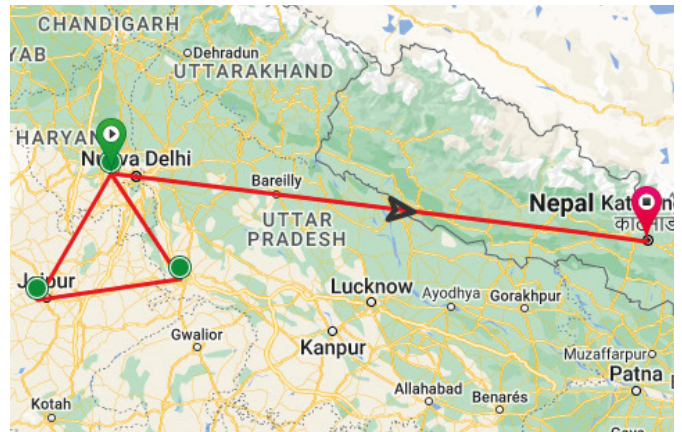 CHANDIGARH
YAB
Dehradun
UTTARAKHAND
HARYAN
Nueva Delhi
Bareilly
Nepal
UTTAR
PRADESH
Jaipur
Lucknow
Ayodhya
Gorakhpur
Gwalior
Kanpur
Muzaffarpur
Patna
Allahabad
Benarés
Kotah